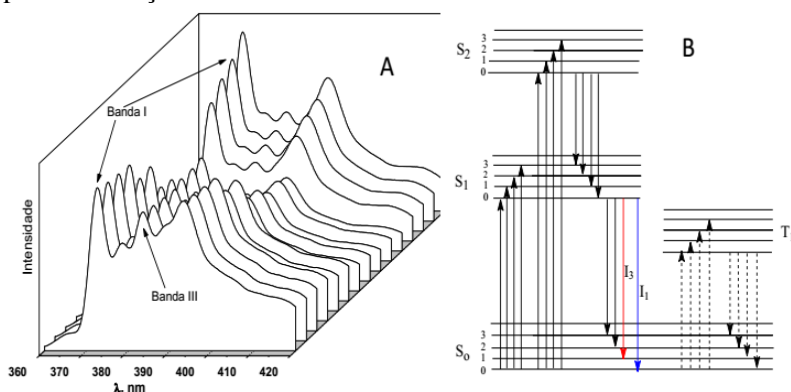 A
Banda I
Banda III
Intensidade
360 370 380 390 400 410 420
λ, nm
B
S2
3
2
1
0
S1
3
2
1
0
T
I3
I1
So
3
2
1
0